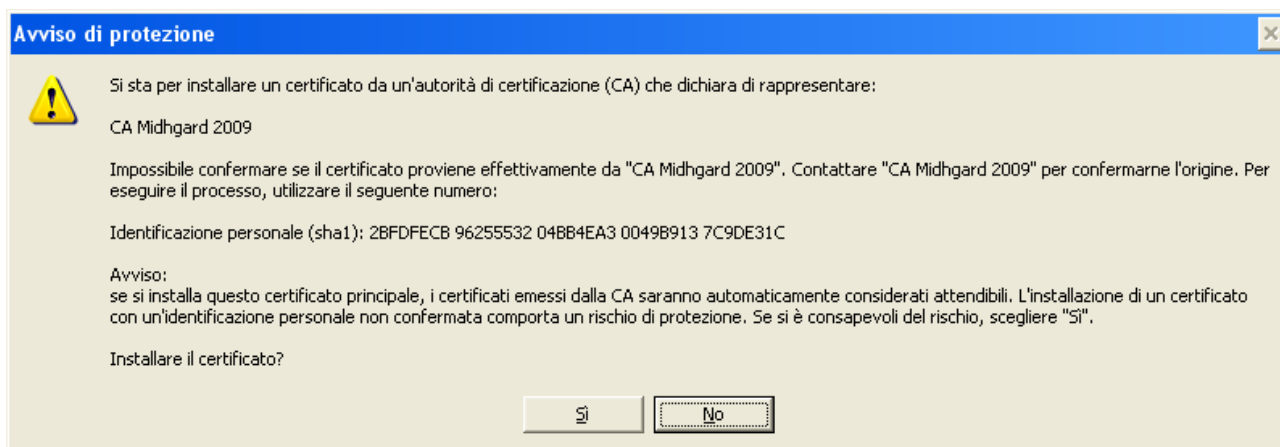 Avviso di protezione
Si sta per installare un certificato da un'autorità di certificazione (CA) che dichiara di rappresentare:
CA Midhgard 2009
Impossibile confermare se il certificato proviene effettivamente da "CA Midhgard 2009". Contattare "CA Midhgard 2009" per confermarne l'origine. Per
eseguire il processo, utilizzare il seguente numero:
Identificazione personale (sha1): 2BFDFECB 96255532 04BB4EA3 0049B913 7C9DE31C
Avviso:
se si installa questo certificato principale, i certificati emessi dalla CA saranno automaticamente considerati attendibili. L'installazione di un certificato
con un'identificazione personale non confermata comporta un rischio di protezione. Se si è consapevoli del rischio, scegliere "Sì".
Installare il certificato?
Sì
No